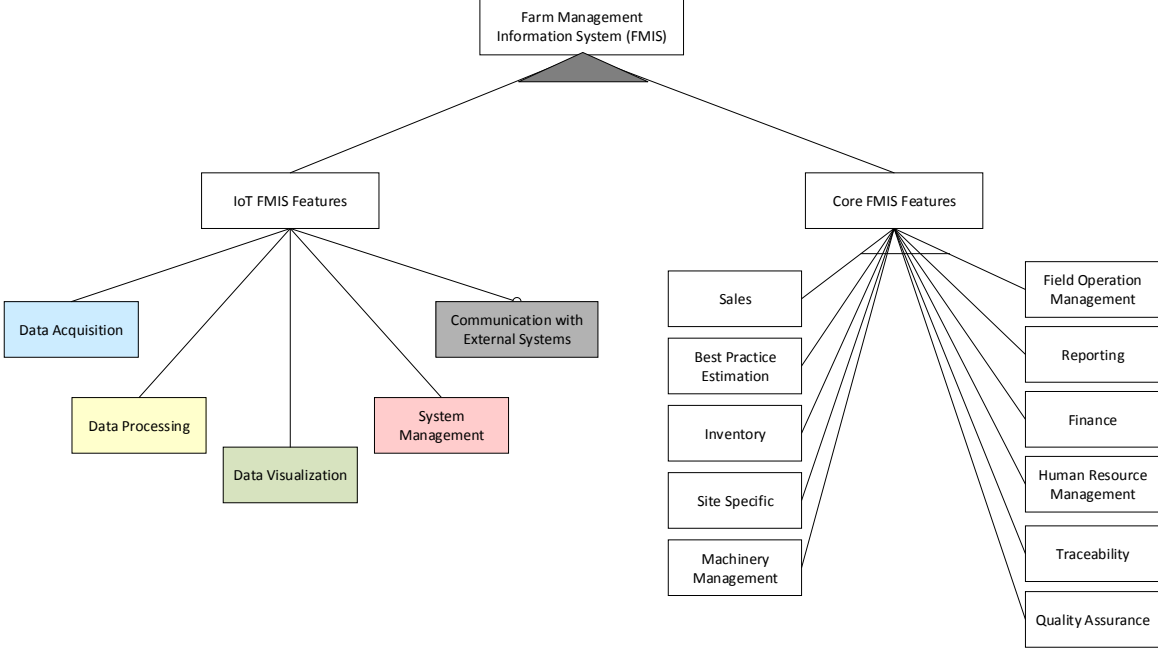 Farm Management
Information System (FMIS)
IoT FMIS Features
Core FMIS Features
Data Acquisition
Data Processing
Data Visualization
System
Management
Communication with
External Systems
Sales
Best Practice
Estimation
Inventory
Site Specific
Machinery
Management
Field Operation
Management
Reporting
Finance
Human Resource
Management
Traceability
Quality Assurance